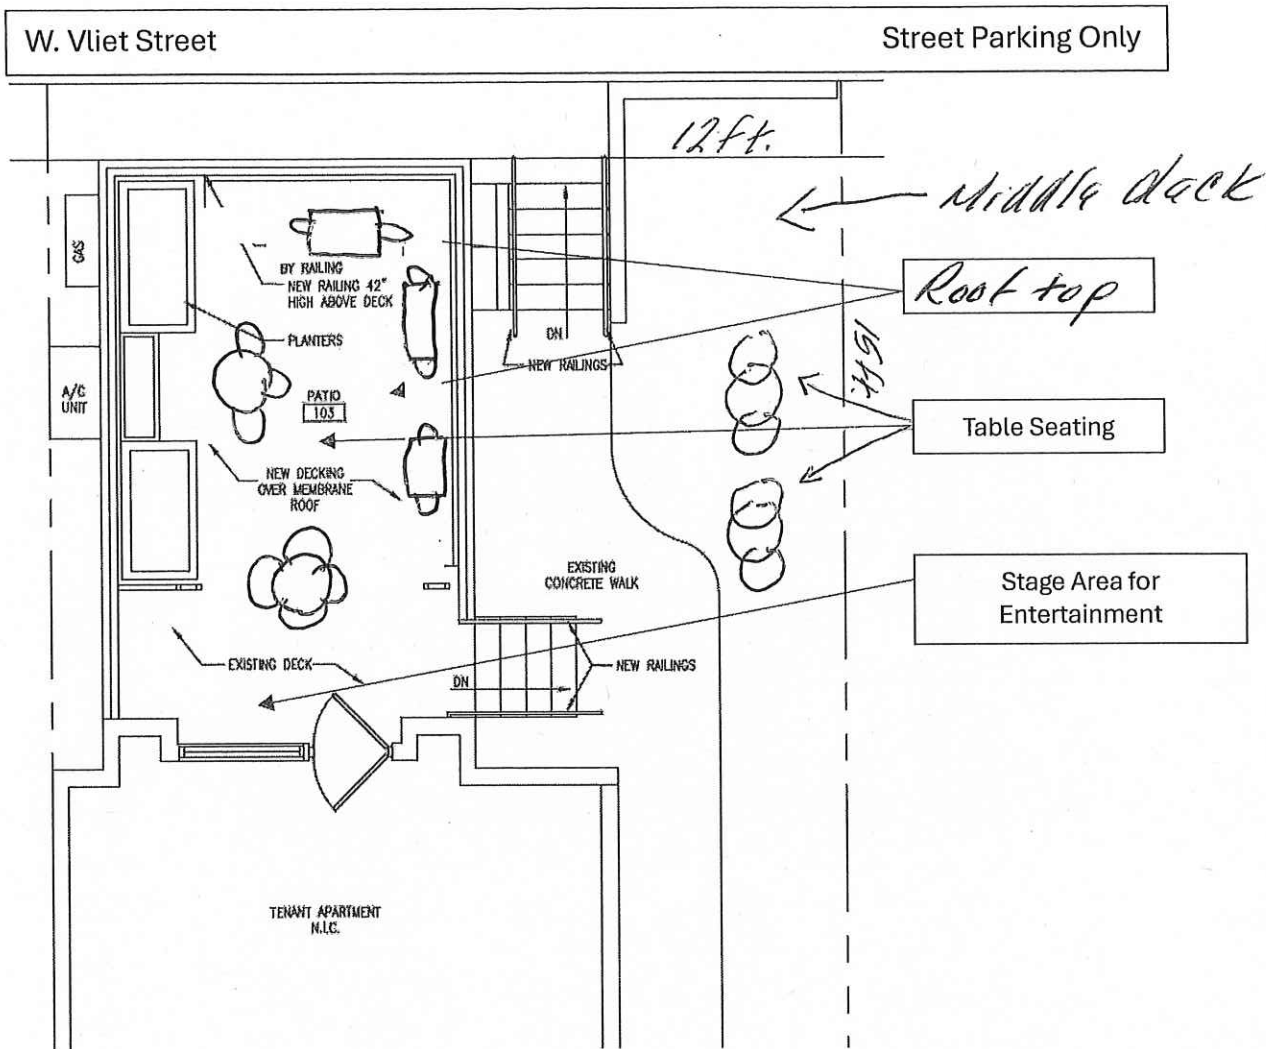 W. Vliet Street
Street Parking Only
12ft.
Middle deck
GAS
BY RAILING
NEW RAILING 42"
HIGH ABOVE DECK
Rooftop
PLANTERS
DN
NEW RAILINGS
15ft
A/C
UNIT
PATIO
103
Table Seating
NEW DECKING
OVER MEMBRANE
ROOF
EXISTING
CONCRETE WALK
Stage Area for
Entertainment
EXISTING DECK
DN
NEW RAILINGS
TENANT APARTMENT
N.I.C.